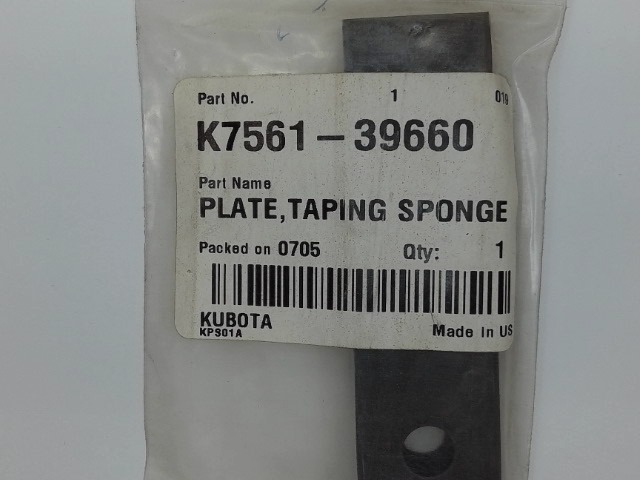 Part No. 1
K7561-39660
Part Name
PLATE,TAPING SPONGE
Packed on 0705 Qty: 1
KUBOTA
KPS01A
Made In US